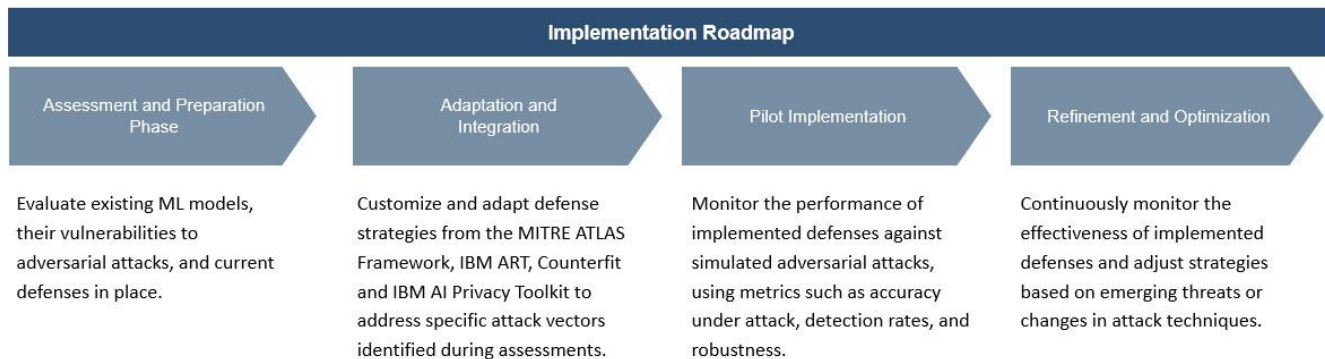 Implementation Roadmap
Assessment and Preparation
Phase
Adaptation and
Integration
Pilot Implementation
Refinement and Optimization
Evaluate existing ML models,
their vulnerabilities to
adversarial attacks, and current
defenses in place.
Customize and adapt defense
strategies from the MITRE ATLAS
Framework, IBM ART, Counterfit
and IBM AI Privacy Toolkit to
address specific attack vectors
identified during assessments.
Monitor the performance of
implemented defenses against
simulated adversarial attacks,
using metrics such as accuracy
under attack, detection rates, and
robustness.
Continuously monitor the
effectiveness of implemented
defenses and adjust strategies
based on emerging threats or
changes in attack techniques.